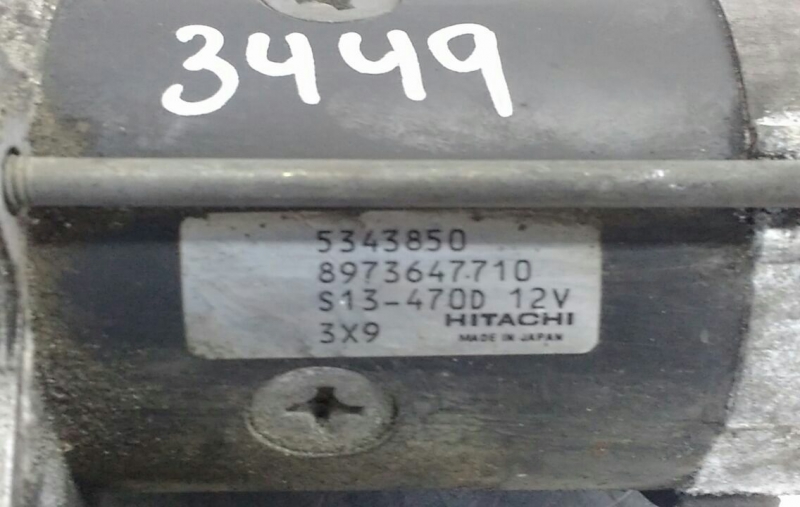 3449
5343850
8973647710
S13-470D 12V
HITACHI
3X9
MADE IN JAPAN